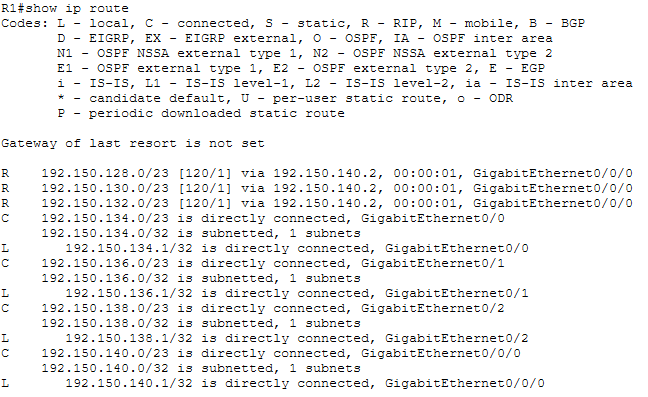 R1#show ip route
Codes: L - local, C - connected, S - static, R - RIP, M - mobile, B - BGP
       D - EIGRP, EX - EIGRP external, O - OSPF, IA - OSPF inter area
       N1 - OSPF NSSA external type 1, N2 - OSPF NSSA external type 2
       E1 - OSPF external type 1, E2 - OSPF external type 2, E - EGP
       i - IS-IS, L1 - IS-IS level-1, L2 - IS-IS level-2, ia - IS-IS inter area
       * - candidate default, U - per-user static route, o - ODR
       P - periodic downloaded static route

Gateway of last resort is not set

R    192.150.128.0/23 [120/1] via 192.150.140.2, 00:00:01, GigabitEthernet0/0/0
R    192.150.130.0/23 [120/1] via 192.150.140.2, 00:00:01, GigabitEthernet0/0/0
R    192.150.132.0/23 [120/1] via 192.150.140.2, 00:00:01, GigabitEthernet0/0/0
C    192.150.134.0/23 is directly connected, GigabitEthernet0/0
     192.150.134.0/32 is subnetted, 1 subnets
L       192.150.134.1/32 is directly connected, GigabitEthernet0/0
C    192.150.136.0/23 is directly connected, GigabitEthernet0/1
     192.150.136.0/32 is subnetted, 1 subnets
L       192.150.136.1/32 is directly connected, GigabitEthernet0/1
C    192.150.138.0/23 is directly connected, GigabitEthernet0/2
     192.150.138.0/32 is subnetted, 1 subnets
L       192.150.138.1/32 is directly connected, GigabitEthernet0/2
C    192.150.140.0/23 is directly connected, GigabitEthernet0/0/0
     192.150.140.0/32 is subnetted, 1 subnets
L       192.150.140.1/32 is directly connected, GigabitEthernet0/0/0